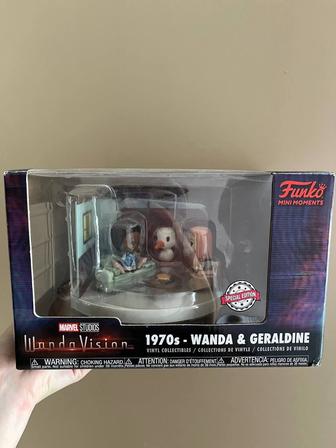 Funko
MINI MOMENTS
SPECIAL EDITION
MARVEL STUDIOS
WandaVision
1970s - WANDA & GERALDINE
VINYL COLLECTIBLES / COLLECTIONS DE VINYLE / COLECCIONES DE VINILO
WARNING: CHOKING HAZARD. ATTENTION: DANGER D'ÉTOUFFEMENT. ADVERTENCIA: PELIGRO DE ASFIXIA.